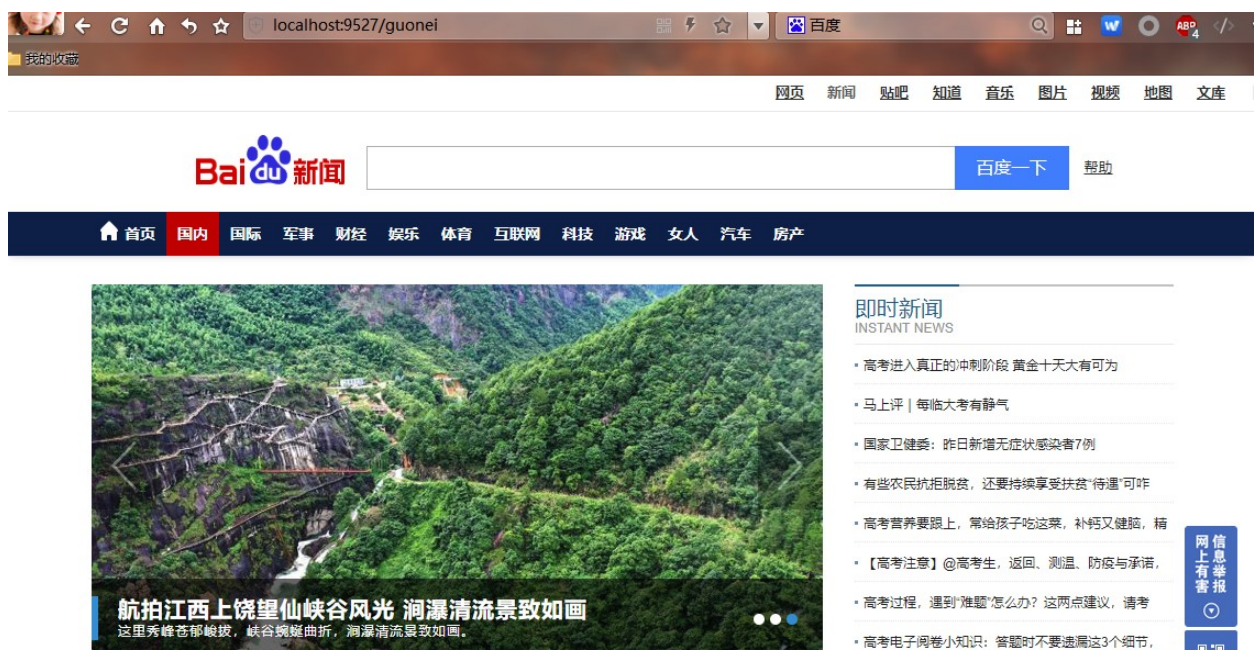 localhost:9527/guonei
百度
ABP
4
我的收藏
网页 新闻 贴吧 知道 音乐 图片 视频 地图 文库
Bai du 新闻
百度一下
帮助
首页 国内 国际 军事 财经 娱乐 体育 互联网 科技 游戏 女人 汽车 房产
即时新闻
INSTANT NEWS
高考进入真正的冲刺阶段 黄金十天大有可为
马上评 | 每临大考有静气
国家卫健委：昨日新增无症状感染者7例
有些农民抗拒脱贫，还要持续享受扶贫“待遇”可咋
高考营养要跟上，常给孩子吃这菜，补钙又健脑，精
【高考注意】@高考生，返回、测温、防疫与承诺，
高考过程，遇到“难题”怎么办？这两点建议，请考
高考电子阅卷小知识：答题时不要遗漏这3个细节，
航拍江西上饶望仙峡谷风光 涧瀑清流景致如画
这里秀峰苍郁峻拔，峡谷蜿蜒曲折，涧瀑清流景致如画。
网上有害
信息举报